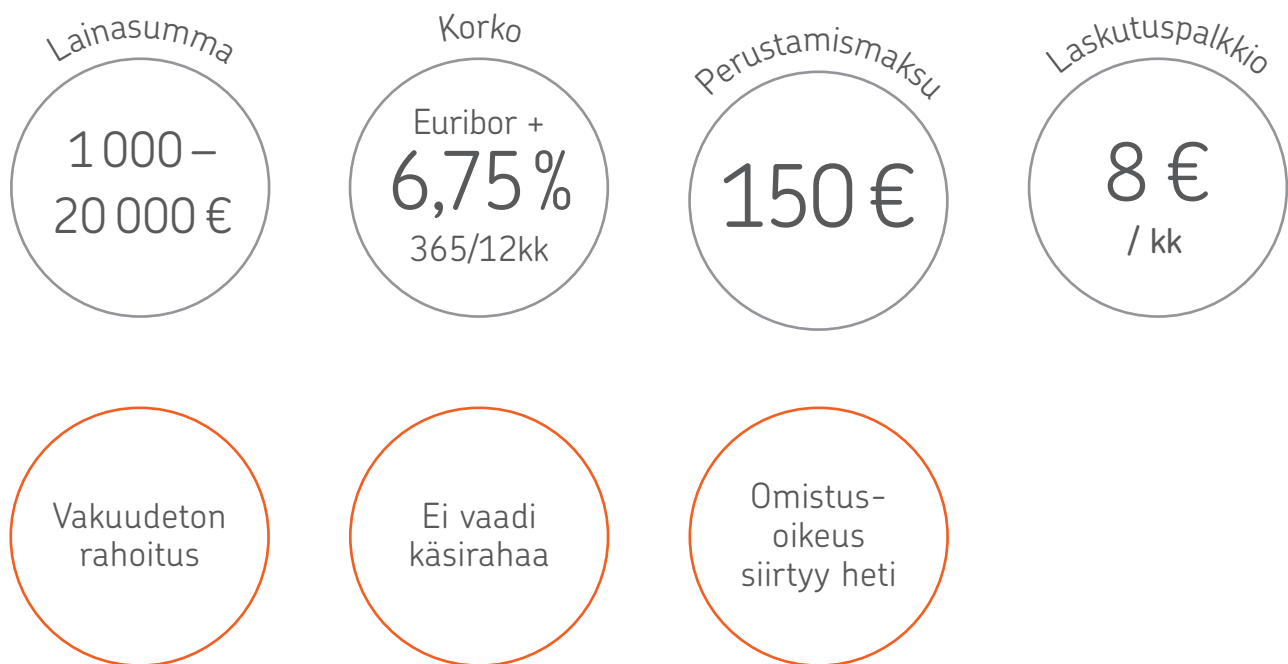 Lainasumma
1 000 –
20 000 €
Korko
Euribor +
6,75 %
365/12kk
Perustamismaksu
150 €
Laskutuspalkkio
8 €
/ kk
Vakuudeton
rahoitus
Ei vaadi
käsirahaa
Omistus-
oikeus
siirtyy heti